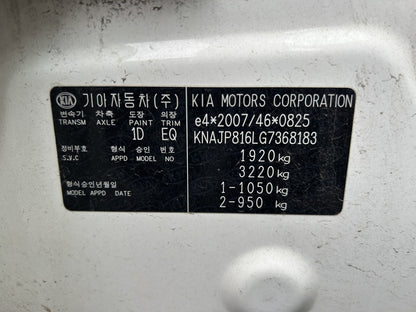 KIA 기아자동차(주)
변속기 차축 도장 의장
TRANSM AXLE PAINT TRIM
1D EQ
정비부호 형식 승인 번호
S.V.C APPD - MODEL NO
형식승인년월일
MODEL APPD DATE
KIA MOTORS CORPORATION
e4*2007/46*0825
KNAJP816LG7368183
1920 kg
3220 kg
1-1050 kg
2-950 kg